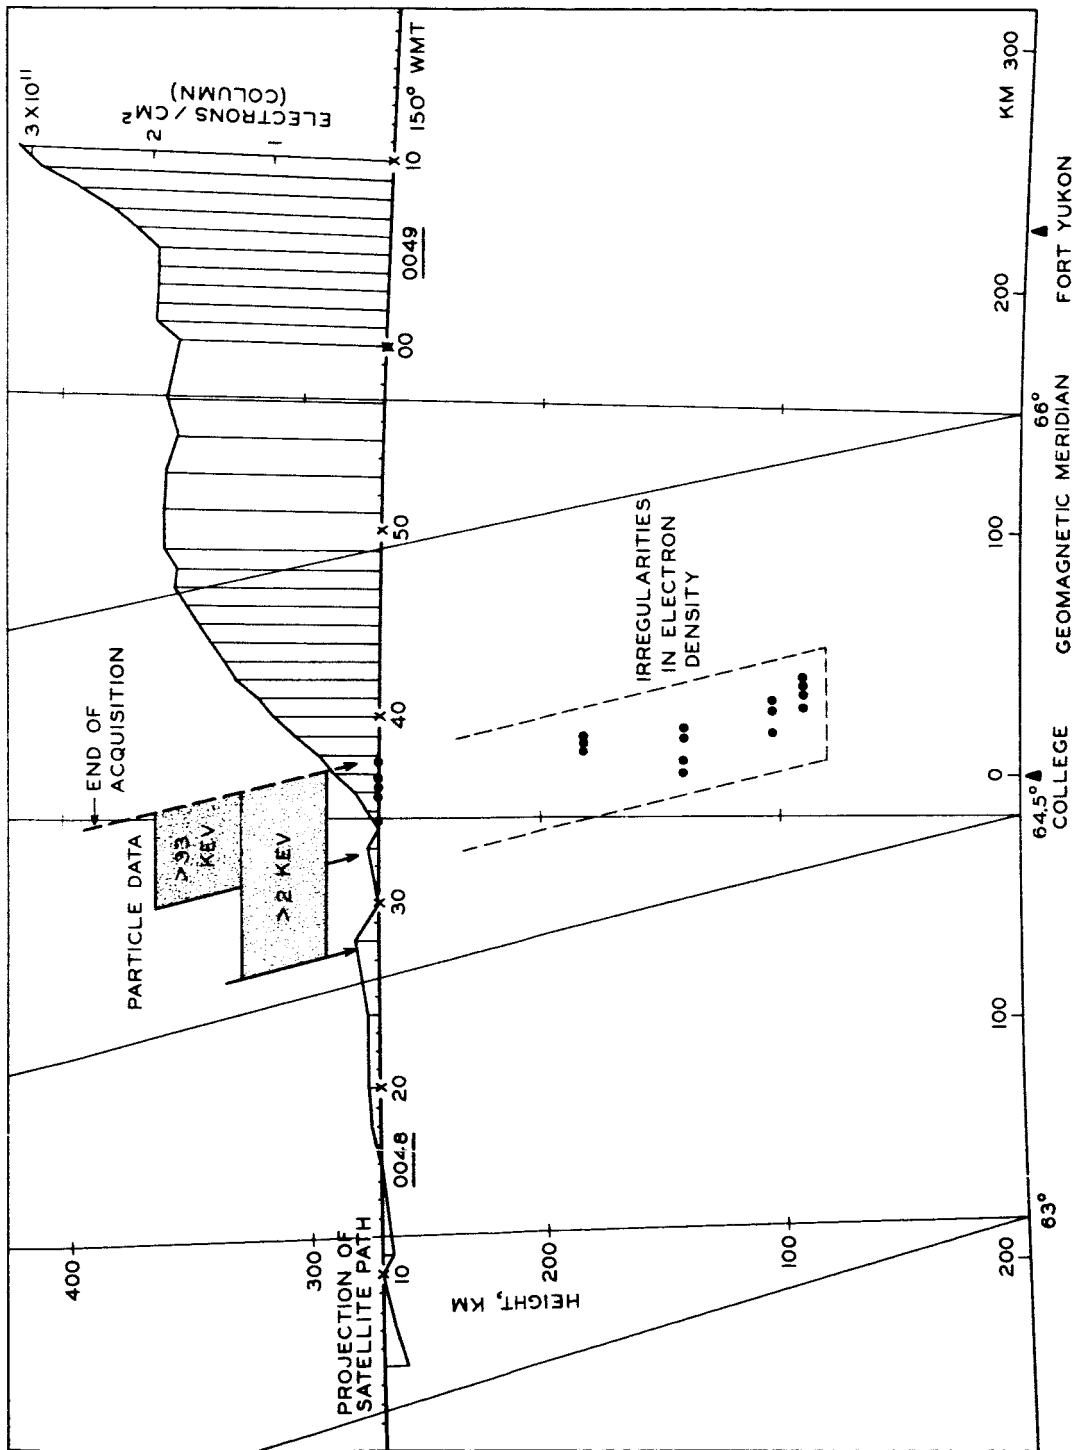 3 X 10¹¹
2
1
ELECTRONS / CM²
(COLUMN)
END OF
ACQUISITION
PARTICLE DATA
>33
KEV
>2 KEV
400
300
200
100
HEIGHT, KM
PROJECTION OF
SATELLITE PATH
10
0048
20
30
40
50
00
0049
10
150° WMT
IRREGULARITIES
IN ELECTRON
DENSITY
200
100
0
100
200
KM 300
63°
64.5°
66°
COLLEGE
GEOMAGNETIC MERIDIAN
FORT YUKON